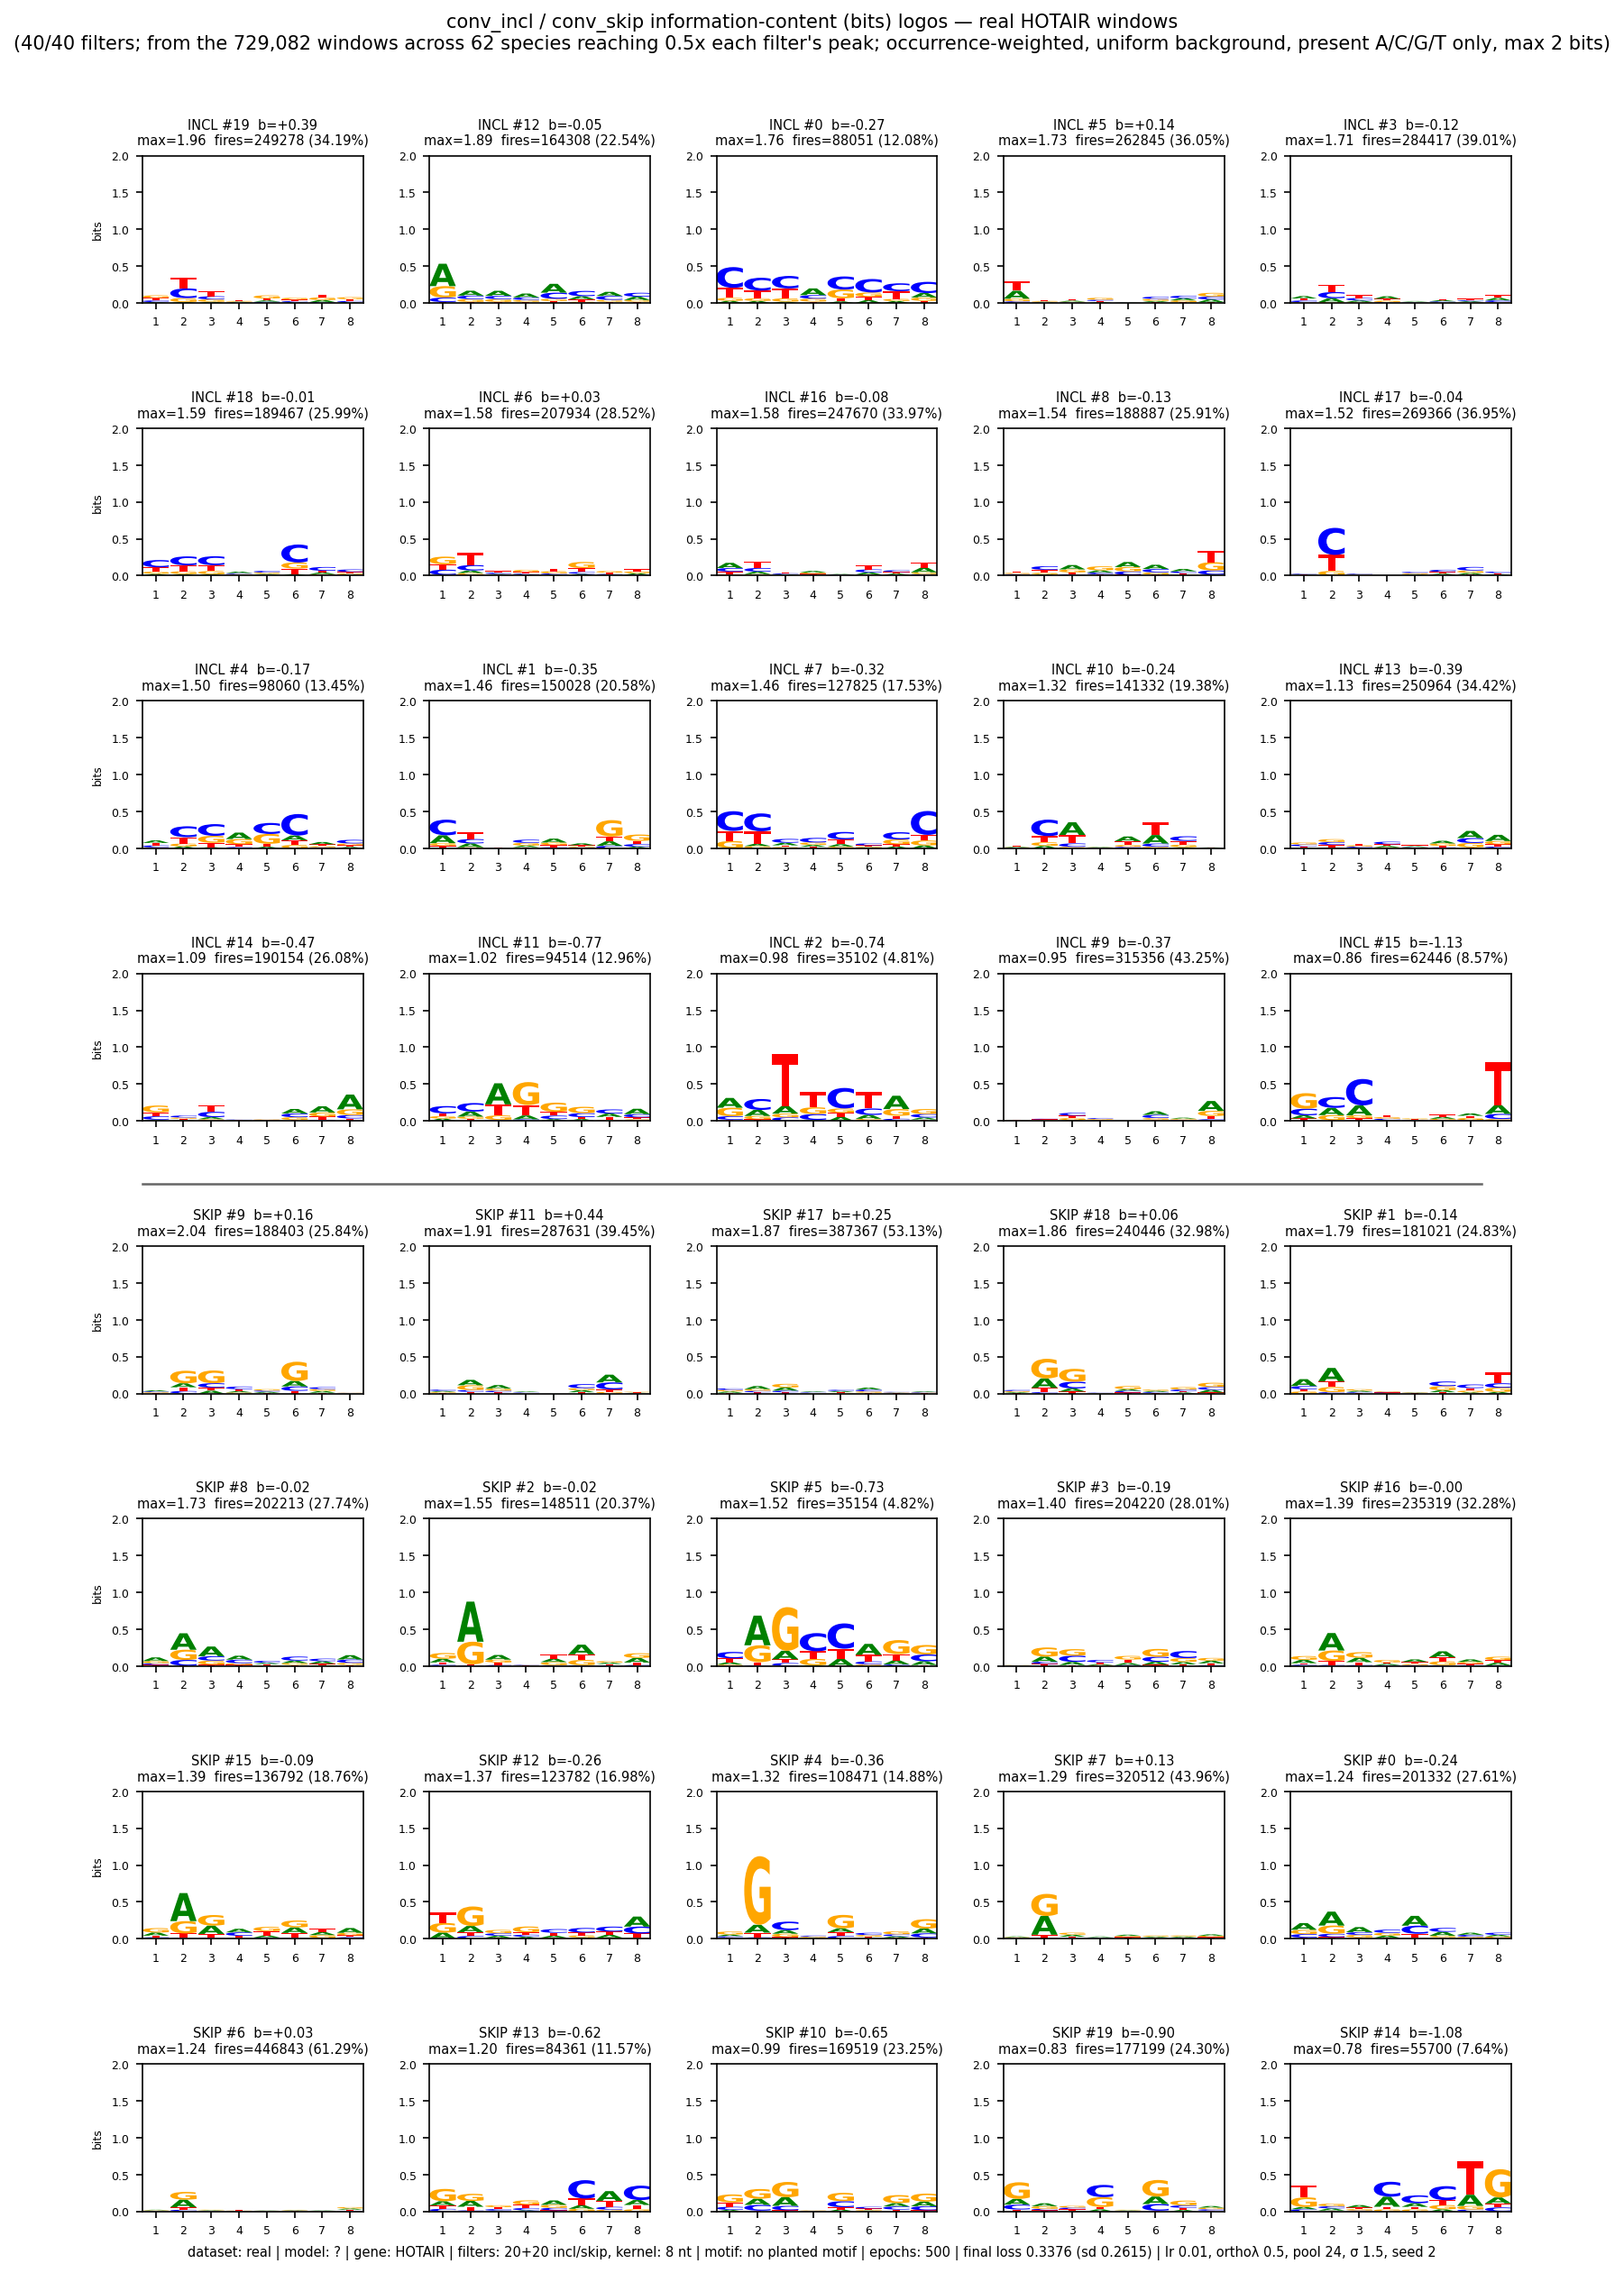 conv_incl / conv_skip information-content (bits) logos — real HOTAIR windows
(40/40 filters; from the 729,082 windows across 62 species reaching 0.5x each filter's peak; occurrence-weighted, uniform background, present A/C/G/T only, max 2 bits)
INCL #19 b=+0.39
max=1.96 fires=249278 (34.19%)
INCL #12 b=-0.05
max=1.89 fires=164308 (22.54%)
INCL #0 b=-0.27
max=1.76 fires=88051 (12.08%)
INCL #5 b=+0.14
max=1.73 fires=262845 (36.05%)
INCL #3 b=-0.12
max=1.71 fires=284417 (39.01%)
INCL #18 b=-0.01
max=1.59 fires=189467 (25.99%)
INCL #6 b=+0.03
max=1.58 fires=207934 (28.52%)
INCL #16 b=-0.08
max=1.58 fires=247670 (33.97%)
INCL #8 b=-0.13
max=1.54 fires=188887 (25.91%)
INCL #17 b=-0.04
max=1.52 fires=269366 (36.95%)
INCL #4 b=-0.17
max=1.50 fires=98060 (13.45%)
INCL #1 b=-0.35
max=1.46 fires=150028 (20.58%)
INCL #7 b=-0.32
max=1.46 fires=127825 (17.53%)
INCL #10 b=-0.24
max=1.32 fires=141332 (19.38%)
INCL #13 b=-0.39
max=1.13 fires=250964 (34.42%)
INCL #14 b=-0.47
max=1.09 fires=190154 (26.08%)
INCL #11 b=-0.77
max=1.02 fires=94514 (12.96%)
INCL #2 b=-0.74
max=0.98 fires=35102 (4.81%)
INCL #9 b=-0.37
max=0.95 fires=315356 (43.25%)
INCL #15 b=-1.13
max=0.86 fires=62446 (8.57%)
SKIP #9 b=+0.16
max=2.04 fires=188403 (25.84%)
SKIP #11 b=+0.44
max=1.91 fires=287631 (39.45%)
SKIP #17 b=+0.25
max=1.87 fires=387367 (53.13%)
SKIP #18 b=+0.06
max=1.86 fires=240446 (32.98%)
SKIP #1 b=-0.14
max=1.79 fires=181021 (24.83%)
SKIP #8 b=-0.02
max=1.73 fires=202213 (27.74%)
SKIP #2 b=-0.02
max=1.55 fires=148511 (20.37%)
SKIP #5 b=-0.73
max=1.52 fires=35154 (4.82%)
SKIP #3 b=-0.19
max=1.40 fires=204220 (28.01%)
SKIP #16 b=-0.00
max=1.39 fires=235319 (32.28%)
SKIP #15 b=-0.09
max=1.39 fires=136792 (18.76%)
SKIP #12 b=-0.26
max=1.37 fires=123782 (16.98%)
SKIP #4 b=-0.36
max=1.32 fires=108471 (14.88%)
SKIP #7 b=+0.13
max=1.29 fires=320512 (43.96%)
SKIP #0 b=-0.24
max=1.24 fires=201332 (27.61%)
SKIP #6 b=+0.03
max=1.24 fires=446843 (61.29%)
SKIP #13 b=-0.62
max=1.20 fires=84361 (11.57%)
SKIP #10 b=-0.65
max=0.99 fires=169519 (23.25%)
SKIP #19 b=-0.90
max=0.83 fires=177199 (24.30%)
SKIP #14 b=-1.08
max=0.78 fires=55700 (7.64%)
dataset: real | model: ? | gene: HOTAIR | filters: 20+20 incl/skip, kernel: 8 nt | motif: no planted motif | epochs: 500 | final loss 0.3376 (sd 0.2615) | lr 0.01, orthoλ 0.5, pool 24, σ 1.5, seed 2